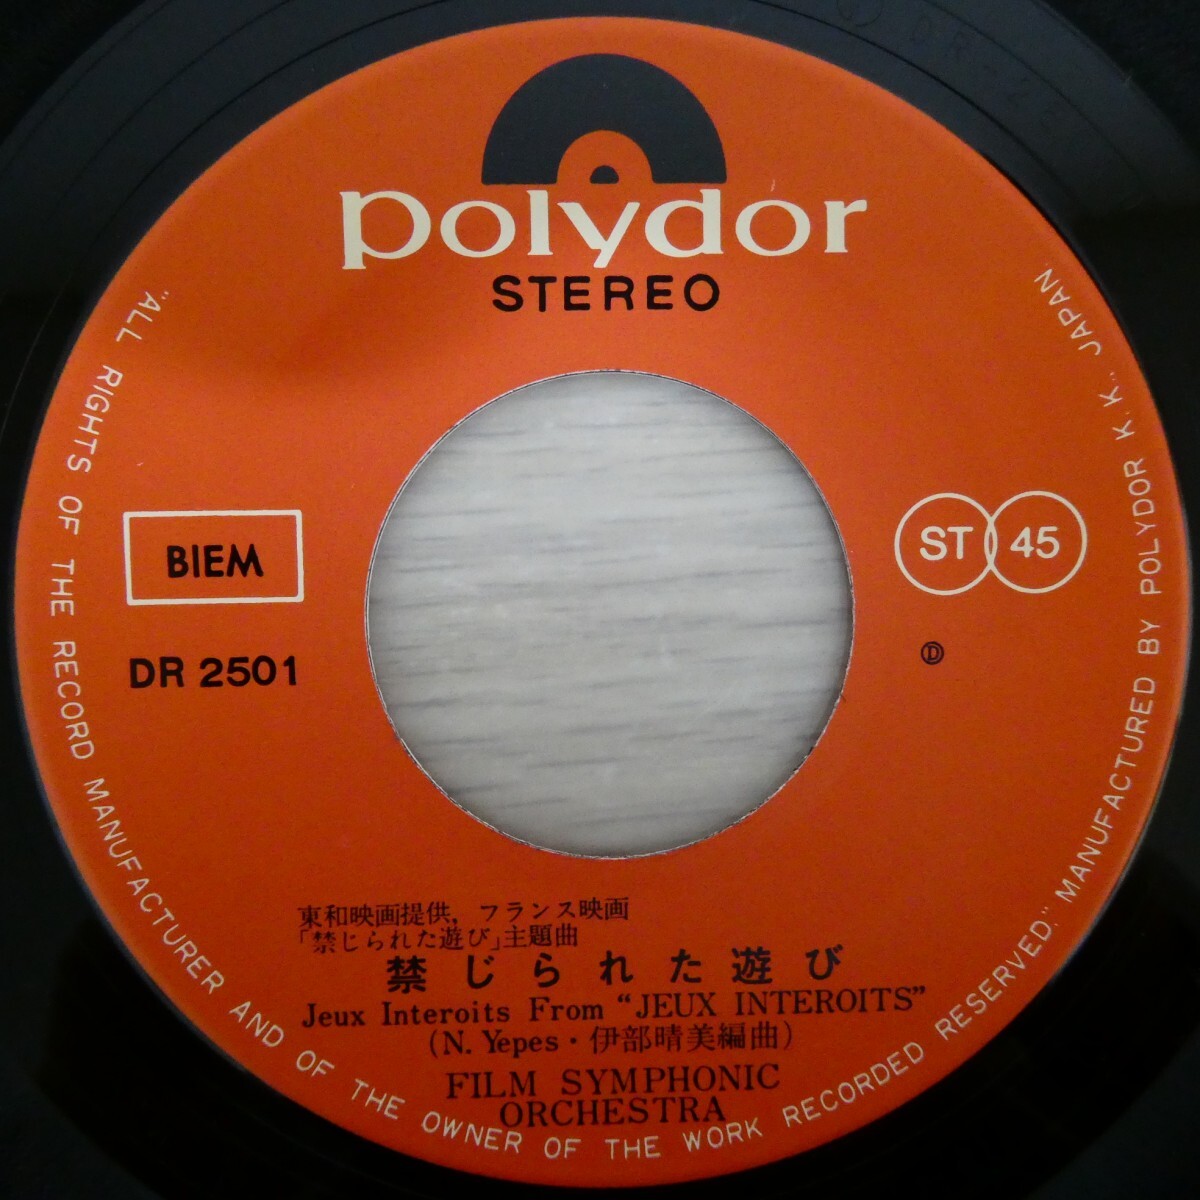 polydor
STEREO
BIEM
DR 2501
ST 45
Ⓓ
東和映画提供，フランス映画
「禁じられた遊び」主題曲
禁じられた遊び
Jeux Interoits From “JEUX INTEROITS”
(N. Yepes・伊部晴美編曲)
FILM SYMPHONIC
ORCHESTRA
"ALL RIGHTS OF THE RECORD MANUFACTURER AND OF THE OWNER OF THE WORK RECORDED RESERVED." MANUFACTURED BY POLYDOR K. K., JAPAN